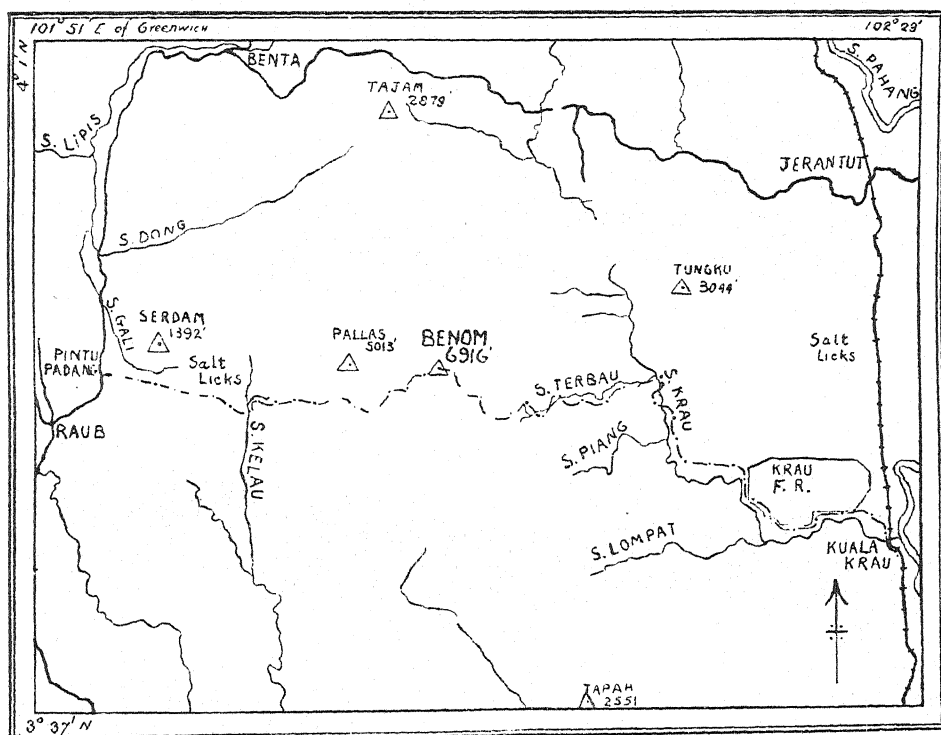 101° 51' E of Greenwich
102° 29'
4° 1' N
BENTA
S. PAHANG
TAJAM
2879'
S. LIPIS
JERANTUT
S. DONG
TUNGKU
3044'
S. GALI
SERDAM
1392'
PALLAS
5013'
BENOM
6916'
Salt
Licks
PINTU
PADANG
Salt
Licks
S. TERBAU
S. KRAU
RAUB
S. KELAU
S. PIANG
KRAU
F. R.
S. LOMPAT
KUALA
KRAU
TAPAH
2551
3° 37' N